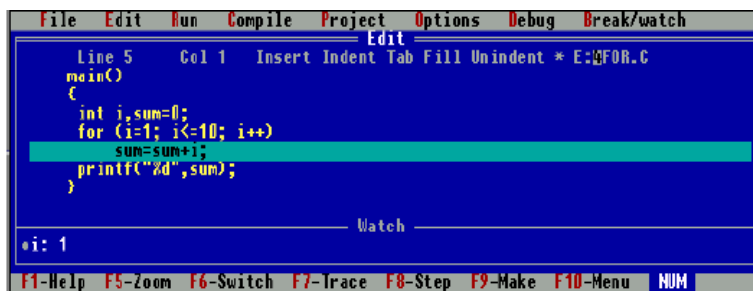 File Edit Run Compile Project Options Debug Break/watch
Edit
Line 5 Col 1 Insert Indent Tab Fill Unindent * E:4FOR.C
main()
{
int i,sum=0;
for (i=1; i<=10; i++)
sum=sum+i;
printf("%d",sum);
}
Watch
•i: 1
F1-Help F5-Zoom F6-Switch F7-Trace F8-Step F9-Make F10-Menu NUM